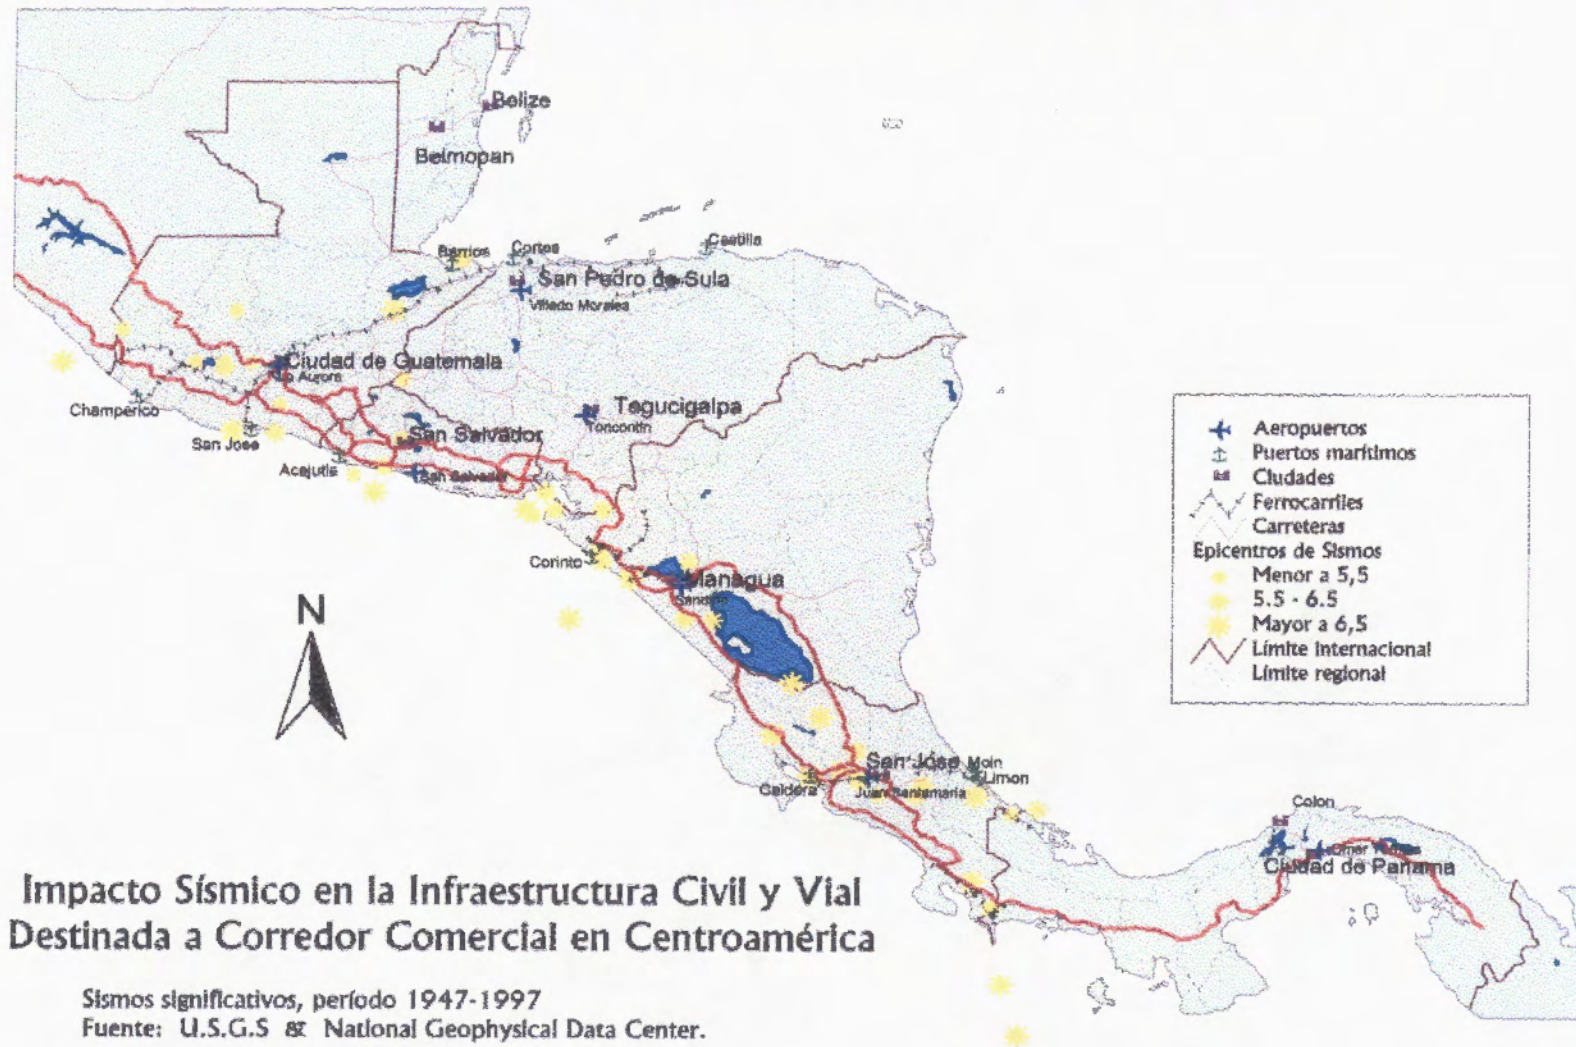 Belize
Belmopan
Barrios
Cortes
Castilla
San Pedro de Sula
Villedo Morales
Ciudad de Guatemala
La Aurora
Champerico
San Jose
Tegucigalpa
Toncontin
San Salvador
Acajutla
San Salvador
Corinto
Managua
Sandino
N
San Jose
Moin
Limon
Caldera
Juan Santamaria
Colon
Ciudad de Panama
Aeropuertos
Puertos marítimos
Ciudades
Ferrocarriles
Carreteras
Epicentros de Sismos
Menor a 5,5
5.5 - 6.5
Mayor a 6,5
Límite internacional
Límite regional
Impacto Sísmico en la Infraestructura Civil y Vial
Destinada a Corredor Comercial en Centroamérica
Sismos significativos, período 1947-1997
Fuente: U.S.G.S & National Geophysical Data Center.